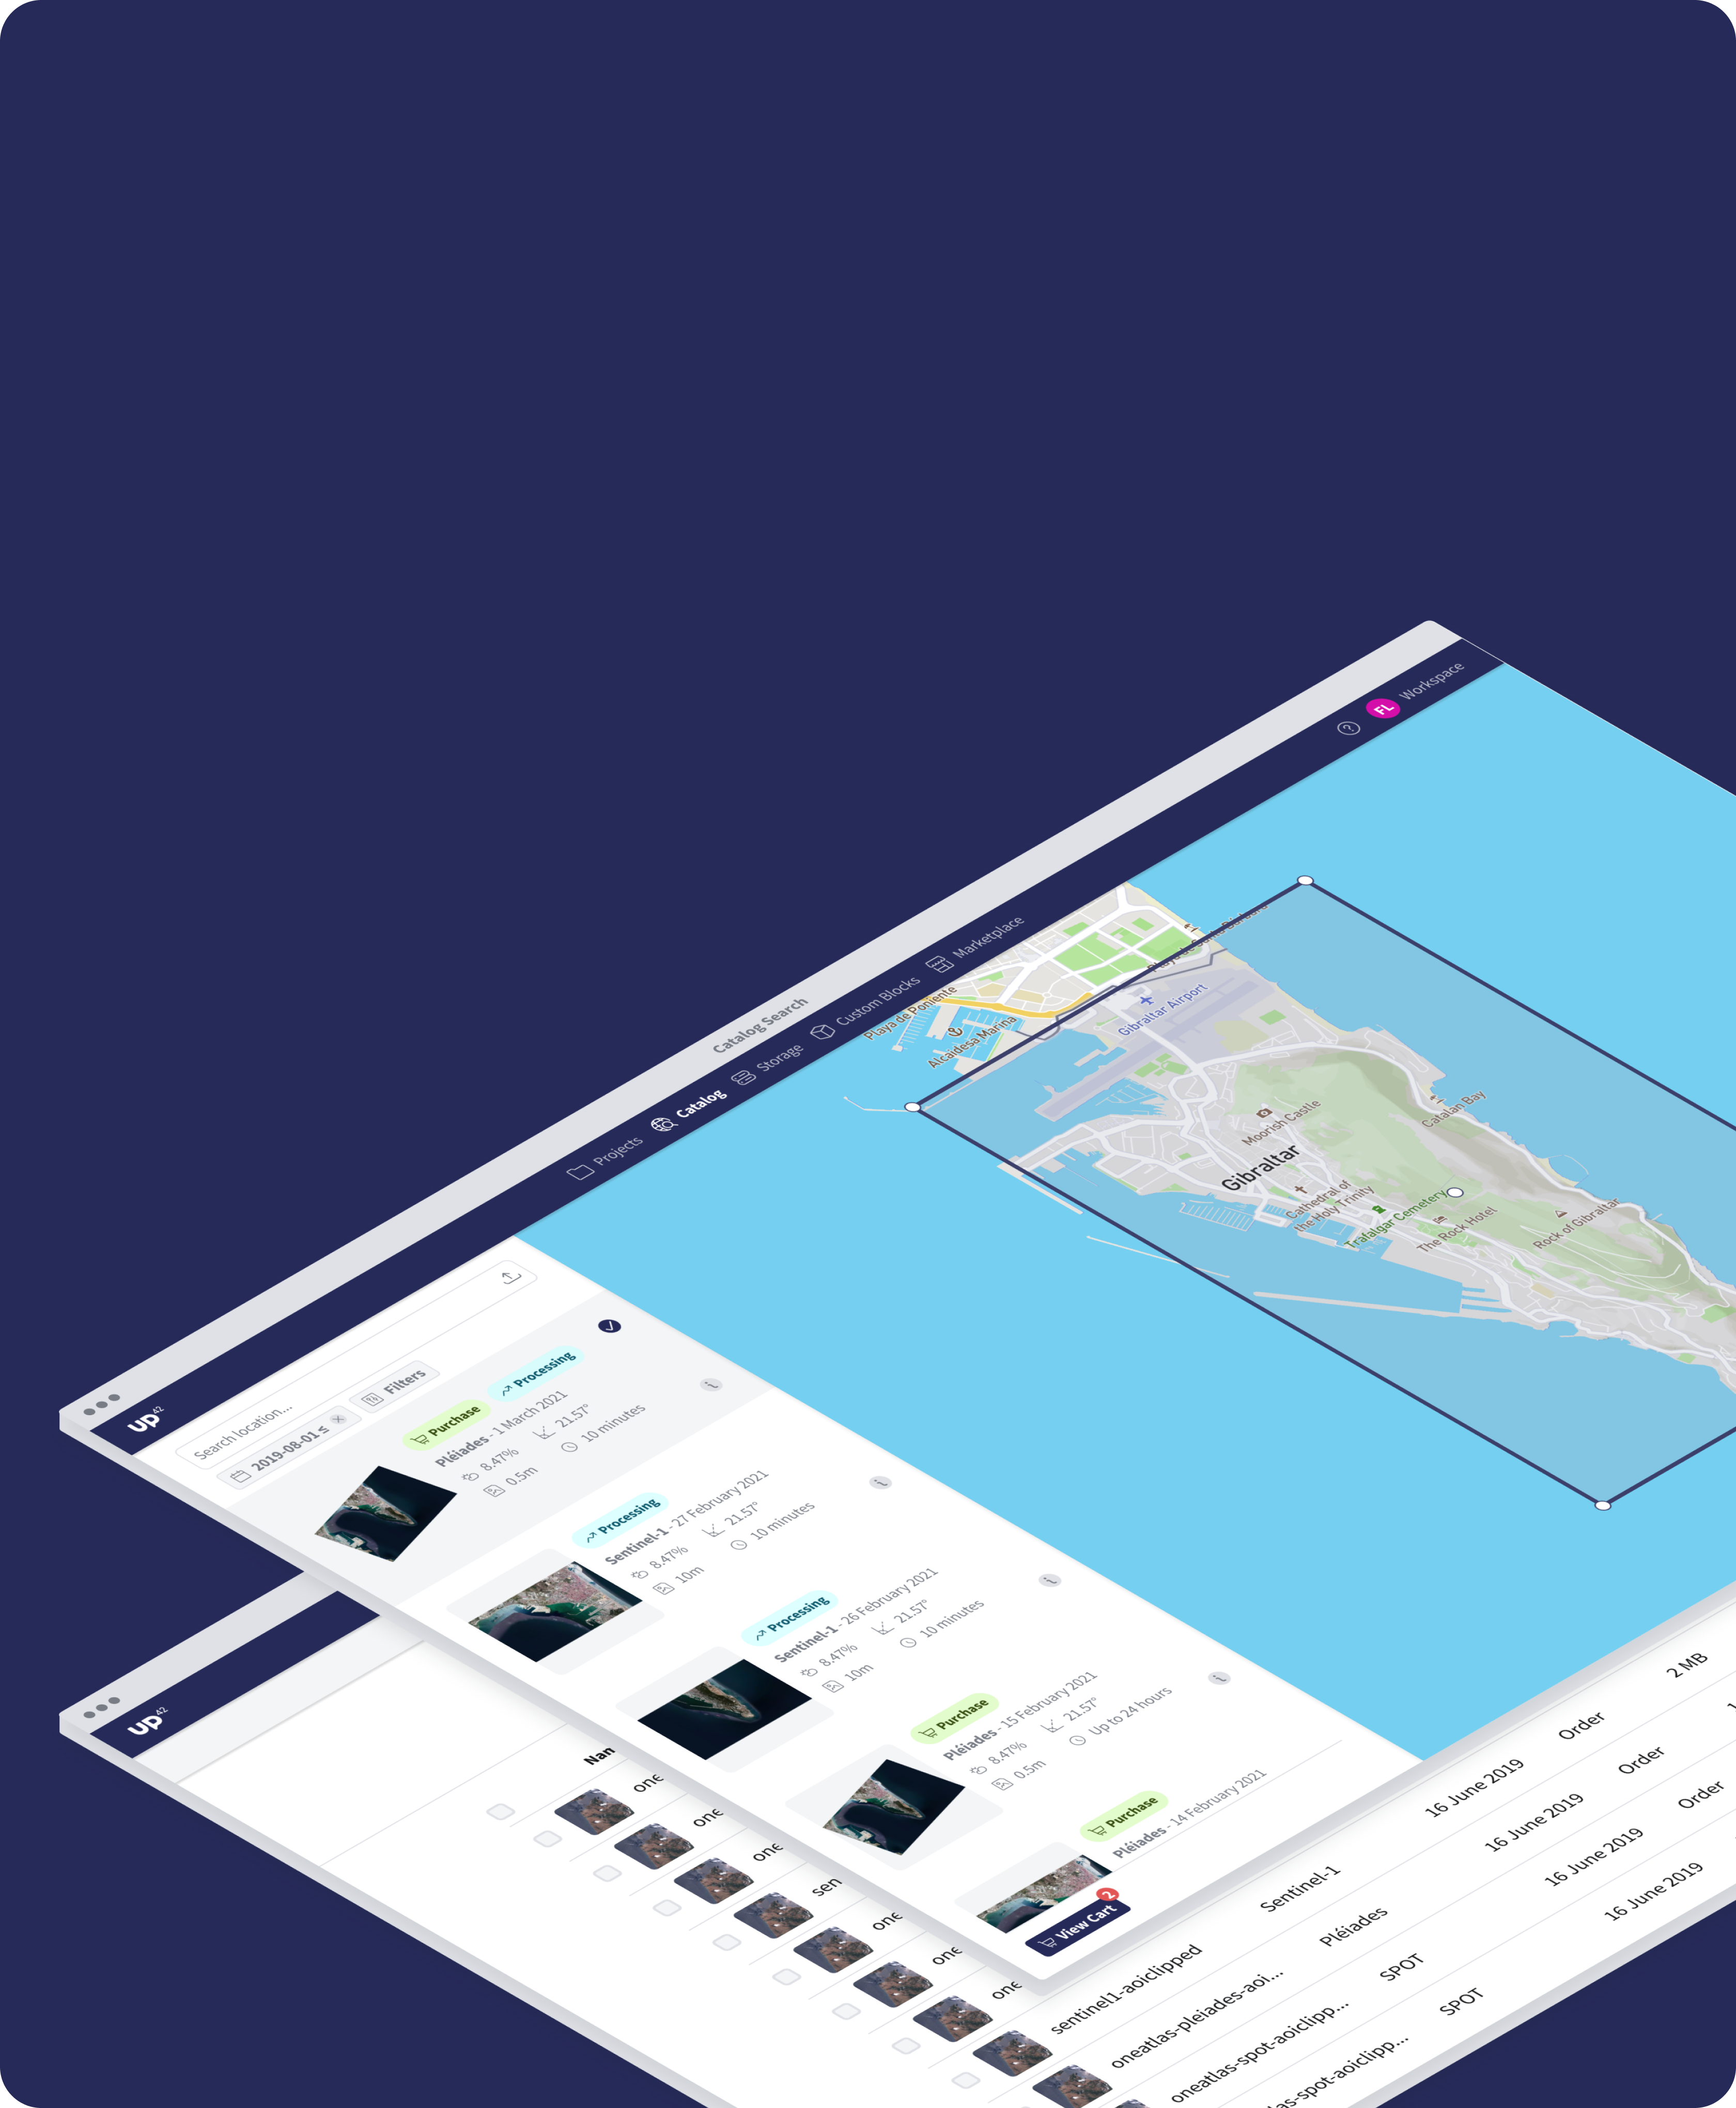 Catalog Search
up42
Projects
Catalog
Storage
Custom Blocks
Marketplace
?
FL
Workspace
Search location...
2019-08-01 ≤
Filters
Purchase
Processing
Pléiades - 1 March 2021
8.47%
21.57°
0.5m
10 minutes
i
Processing
Sentinel-1 - 27 February 2021
8.47%
21.57°
10m
10 minutes
i
Processing
Sentinel-1 - 26 February 2021
8.47%
21.57°
10m
10 minutes
i
Purchase
Pléiades - 15 February 2021
8.47%
21.57°
0.5m
Up to 24 hours
i
Purchase
Pléiades - 14 February 2021
View Cart
2
Playa de Poniente
Alcaidesa Marina
Gibraltar Airport
Moorish Castle
Catalan Bay
Gibraltar
Cathedral of
the Holy Trinity
Trafalgar Cemetery
The Rock Hotel
Rock of Gibraltar
up42
Nam
one
one
one
sen
one
one
one
sentinel1-aoiclipped
Sentinel-1
16 June 2019
Order
2 MB
oneatlas-pleiades-aoi...
Pléiades
16 June 2019
Order
oneatlas-spot-aoiclipp...
SPOT
16 June 2019
Order
as-spot-aoiclipp...
SPOT
16 June 2019